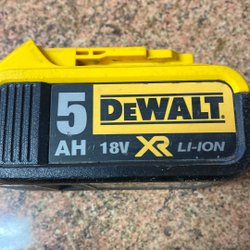 5 DEWALT
AH 18V XR LI-ION